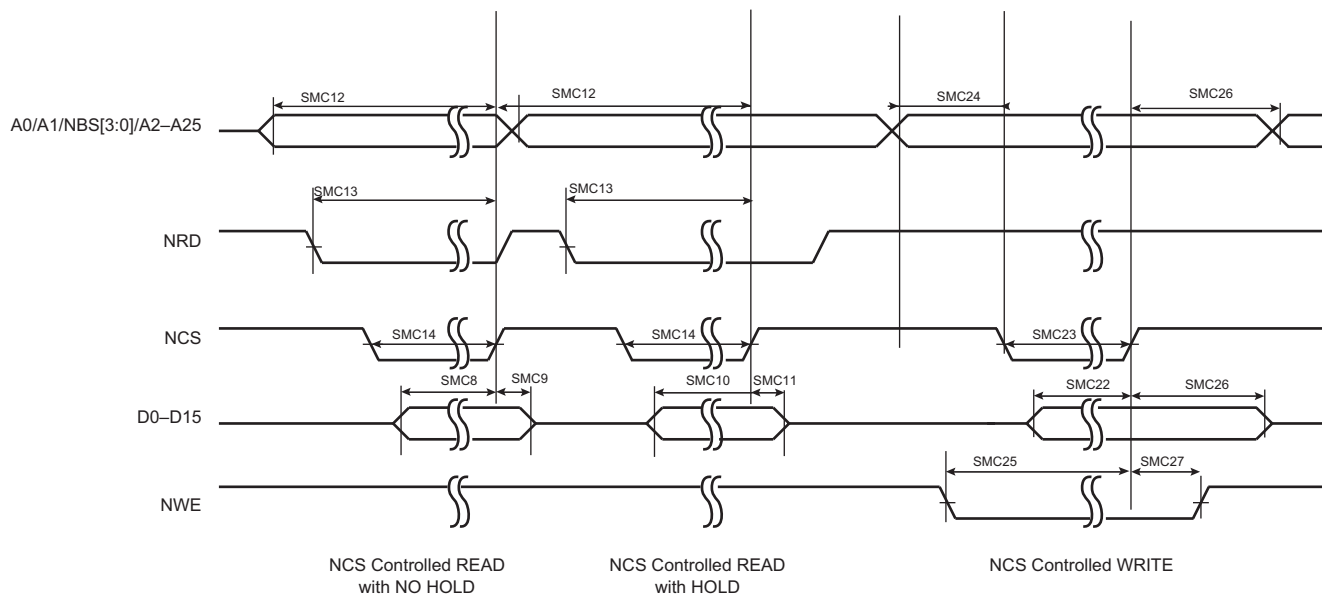 SMC12
SMC12
SMC24
SMC26
A0/A1/NBS[3:0]/A2–A25
SMC13
SMC13
NRD
NCS
SMC14
SMC14
SMC23
SMC8
SMC9
SMC10
SMC11
SMC22
SMC26
D0–D15
SMC25
SMC27
NWE
NCS Controlled READ
with NO HOLD
NCS Controlled READ
with HOLD
NCS Controlled WRITE